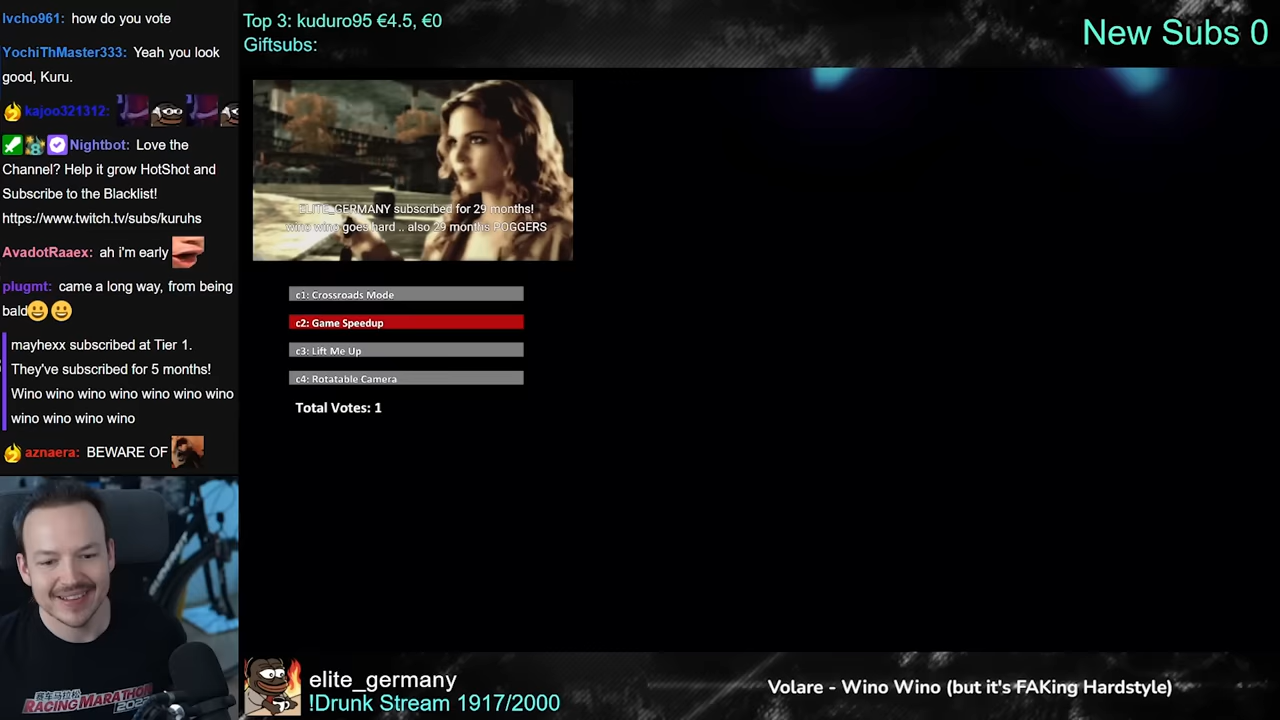 lvcho961: how do you vote
YochiThMaster333: Yeah you look
good, Kuru.
kajoo321312:
Nightbot: Love the
Channel? Help it grow HotShot and
Subscribe to the Blacklist!
https://www.twitch.tv/subs/kuruhs
AvadotRaaex: ah i'm early
plugmt: came a long way, from being
bald
mayhexx subscribed at Tier 1.
They've subscribed for 5 months!
Wino wino wino wino wino wino wino
wino wino wino wino
aznaera: BEWARE OF
Top 3: kuduro95 €4.5, €0
Giftsubs:
New Subs 0
ELITE_GERMANY subscribed for 29 months!
wino wino goes hard .. also 29 months POGGERS
c1: Crossroads Mode
c2: Game Speedup
c3: Lift Me Up
c4: Rotatable Camera
Total Votes: 1
RACING MARATHON
elite_germany
!Drunk Stream 1917/2000
Volare - Wino Wino (but it's FAKing Hardstyle)